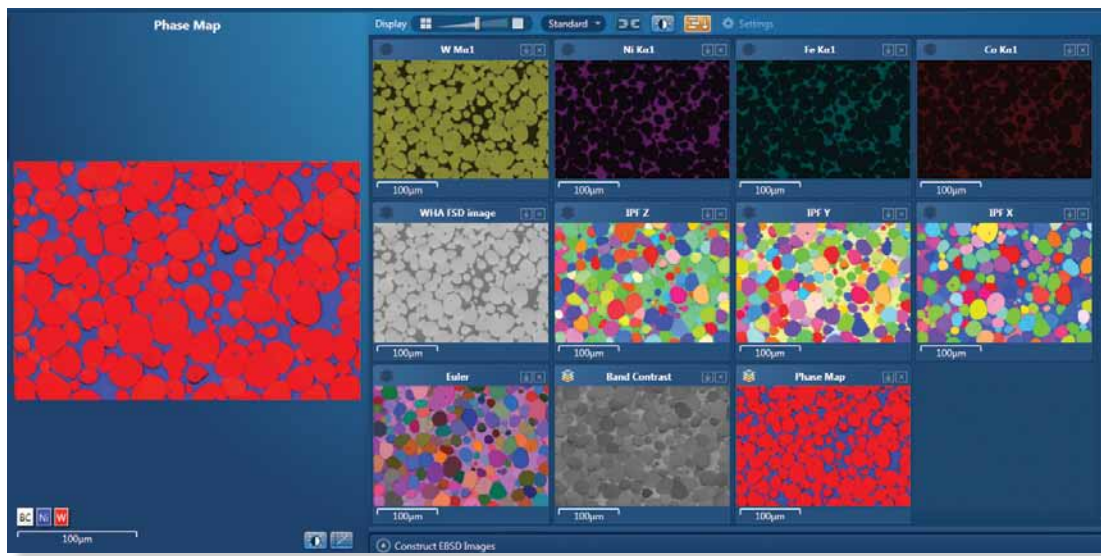 Phase Map
BC Ni W
100μm
Display Standard Settings
W Mα1 Ni Kα1 Fe Kα1 Co Kα1
100μm 100μm 100μm 100μm
WHA FSD image IPF Z IPF Y IPF X
100μm 100μm 100μm 100μm
Euler Band Contrast Phase Map
100μm 100μm 100μm
Construct EBSD Images